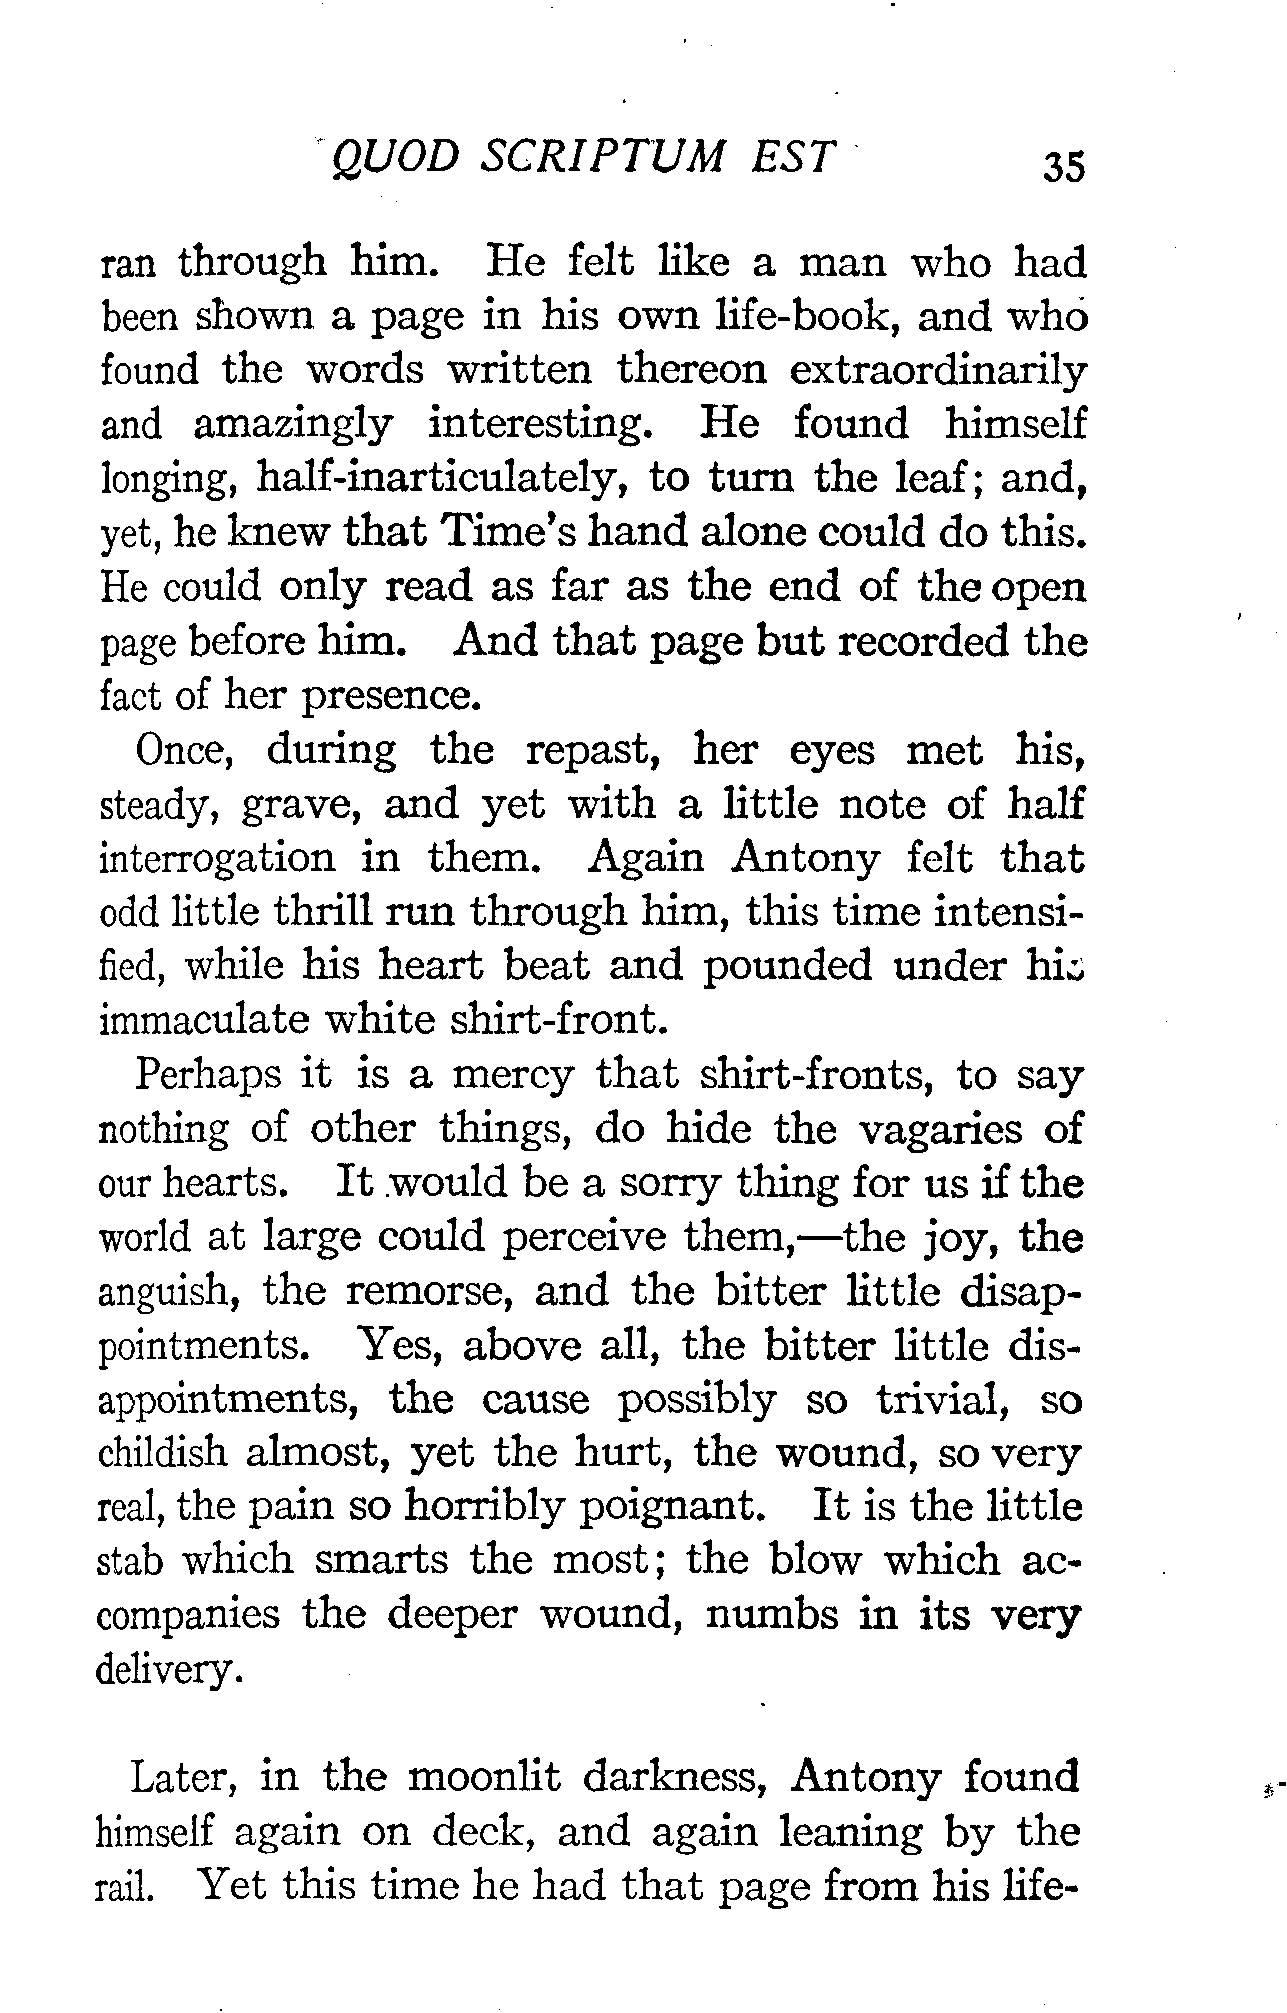 QUOD SCRIPTUM EST 35
ran through him. He felt like a man who had
been shown a page in his own life-book, and who
found the words written thereon extraordinarily
and amazingly interesting. He found himself
longing, half-inarticulately, to turn the leaf; and,
yet, he knew that Time's hand alone could do this.
He could only read as far as the end of the open
page before him. And that page but recorded the
fact of her presence.
Once, during the repast, her eyes met his,
steady, grave, and yet with a little note of half
interrogation in them. Again Antony felt that
odd little thrill run through him, this time intensi-
fied, while his heart beat and pounded under his
immaculate white shirt-front.
Perhaps it is a mercy that shirt-fronts, to say
nothing of other things, do hide the vagaries of
our hearts. It would be a sorry thing for us if the
world at large could perceive them,—the joy, the
anguish, the remorse, and the bitter little disap-
pointments. Yes, above all, the bitter little dis-
appointments, the cause possibly so trivial, so
childish almost, yet the hurt, the wound, so very
real, the pain so horribly poignant. It is the little
stab which smarts the most; the blow which ac-
companies the deeper wound, numbs in its very
delivery.
Later, in the moonlit darkness, Antony found
himself again on deck, and again leaning by the
rail. Yet this time he had that page from his life-